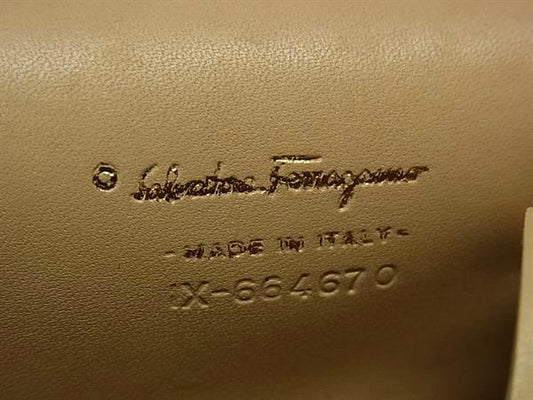 Salvatore Ferragamo
-MADE IN ITALY-
IX-664670